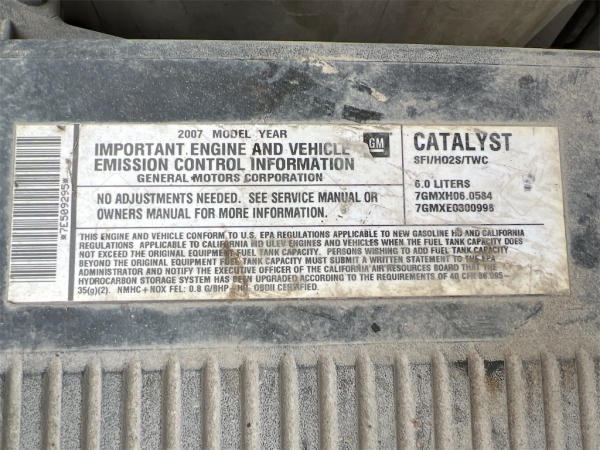 *7E509295*
2007 MODEL YEAR
IMPORTANT ENGINE AND VEHICLE
EMISSION CONTROL INFORMATION
GENERAL MOTORS CORPORATION
GM
NO ADJUSTMENTS NEEDED. SEE SERVICE MANUAL OR
OWNERS MANUAL FOR MORE INFORMATION.
CATALYST
SFI/HO2S/TWC
6.0 LITERS
7GMXH06.0584
7GMXE0300998
THIS ENGINE AND VEHICLE CONFORM TO U.S. EPA REGULATIONS APPLICABLE TO NEW GASOLINE HD AND CALIFORNIA
REGULATIONS APPLICABLE TO CALIFORNIA HD ULEV ENGINES AND VEHICLES WHEN THE FUEL TANK CAPACITY DOES
NOT EXCEED THE ORIGINAL EQUIPMENT FUEL TANK CAPACITY. PERSONS WISHING TO ADD FUEL TANK CAPACITY
BEYOND THE ORIGINAL EQUIPMENT FUEL TANK CAPACITY MUST SUBMIT A WRITTEN STATEMENT TO THE EPA
ADMINISTRATOR AND NOTIFY THE EXECUTIVE OFFICER OF THE CALIFORNIA AIR RESOURCES BOARD THAT THE
HYDROCARBON STORAGE SYSTEM HAS BEEN UPGRADED ACCORDING TO THE REQUIREMENTS OF 40 CFR 86.095-
35(g)(2). NMHC + NOX FEL: 0.8 G/BHP-HR OBDII CERTIFIED.